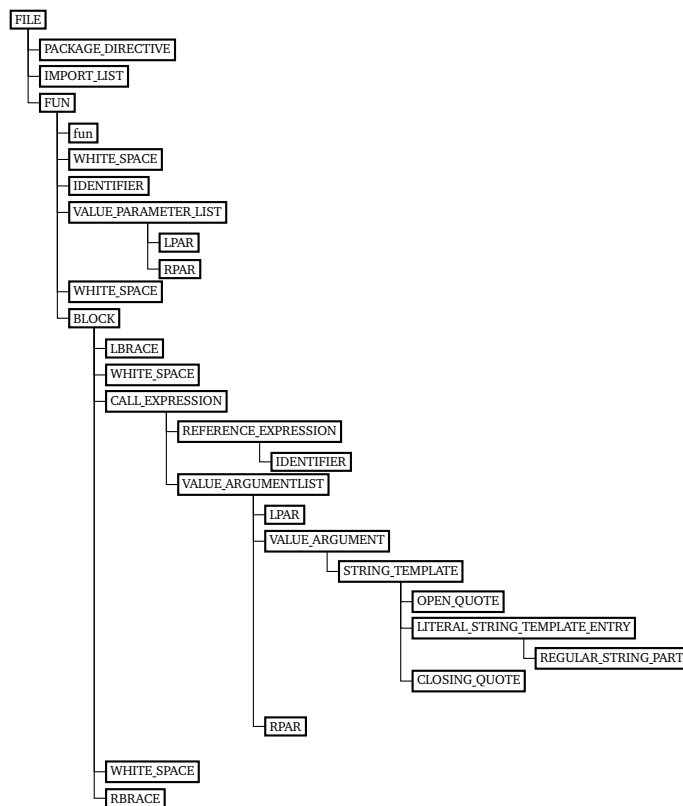 FILE
PACKAGE_DIRECTIVE
IMPORT_LIST
FUN
fun
WHITE_SPACE
IDENTIFIER
VALUE_PARAMETER_LIST
LPAR
RPAR
WHITE_SPACE
BLOCK
LBRACE
WHITE_SPACE
CALL_EXPRESSION
REFERENCE_EXPRESSION
IDENTIFIER
VALUE_ARGUMENTLIST
LPAR
VALUE_ARGUMENT
STRING_TEMPLATE
OPEN_QUOTE
LITERAL_STRING_TEMPLATE_ENTRY
REGULAR_STRING_PART
CLOSING_QUOTE
RPAR
WHITE_SPACE
RBRACE